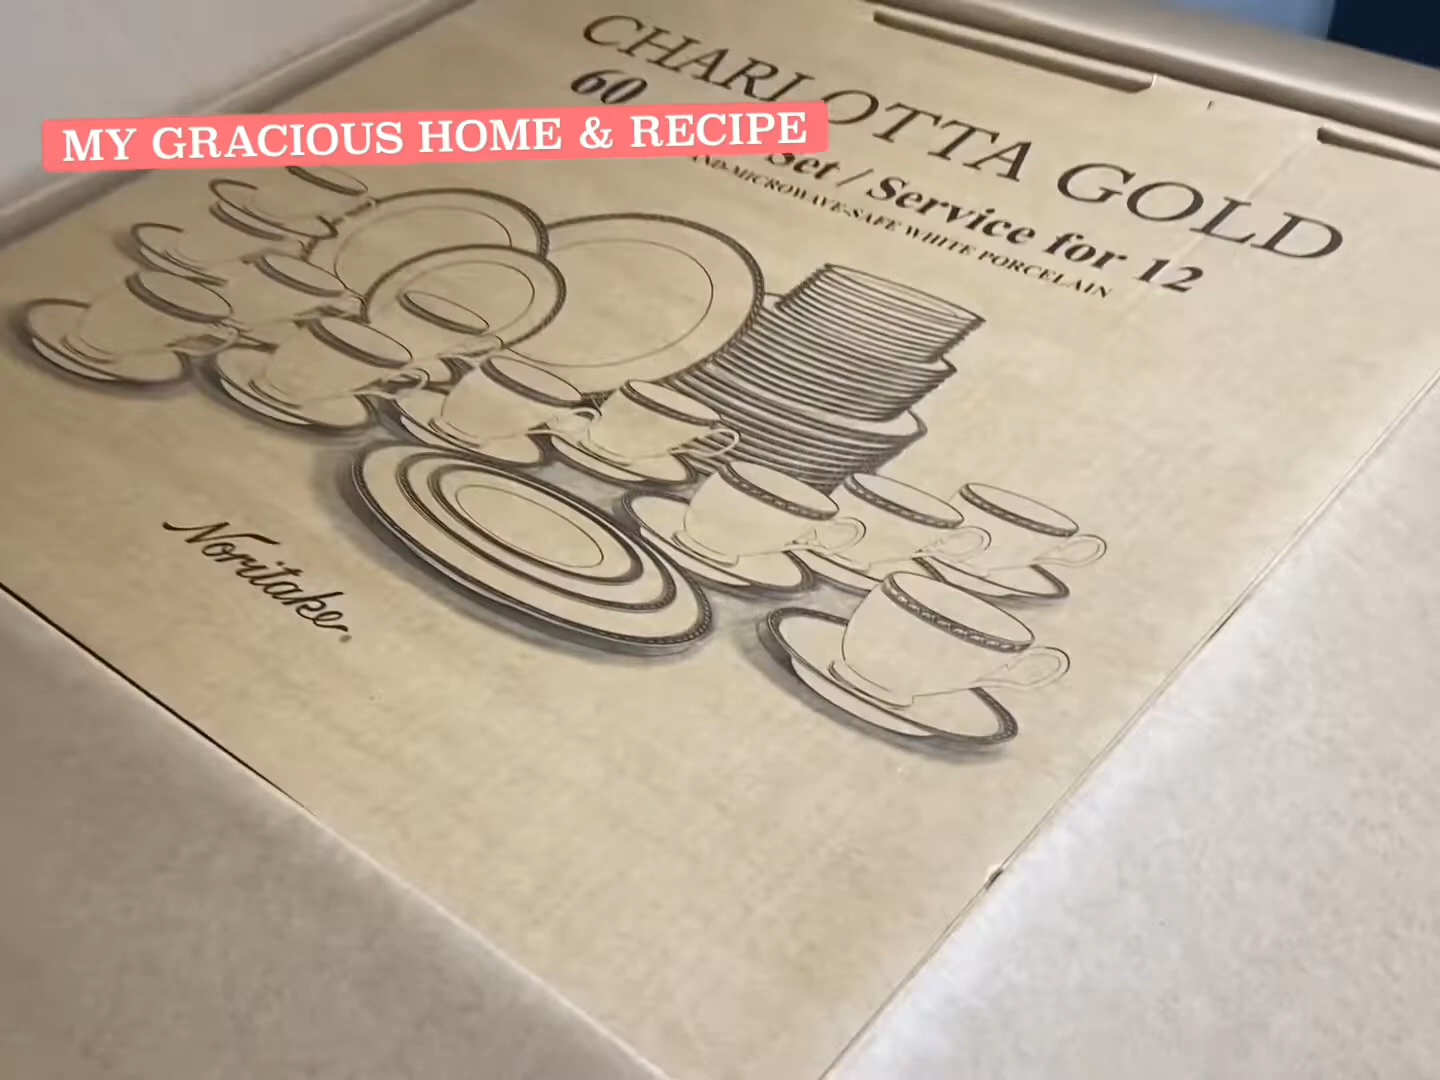 CHARLOTTA GOLD
60 Set / Service for 12
MICROWAVE-SAFE WHITE PORCELAIN
MY GRACIOUS HOME & RECIPE
Noritake